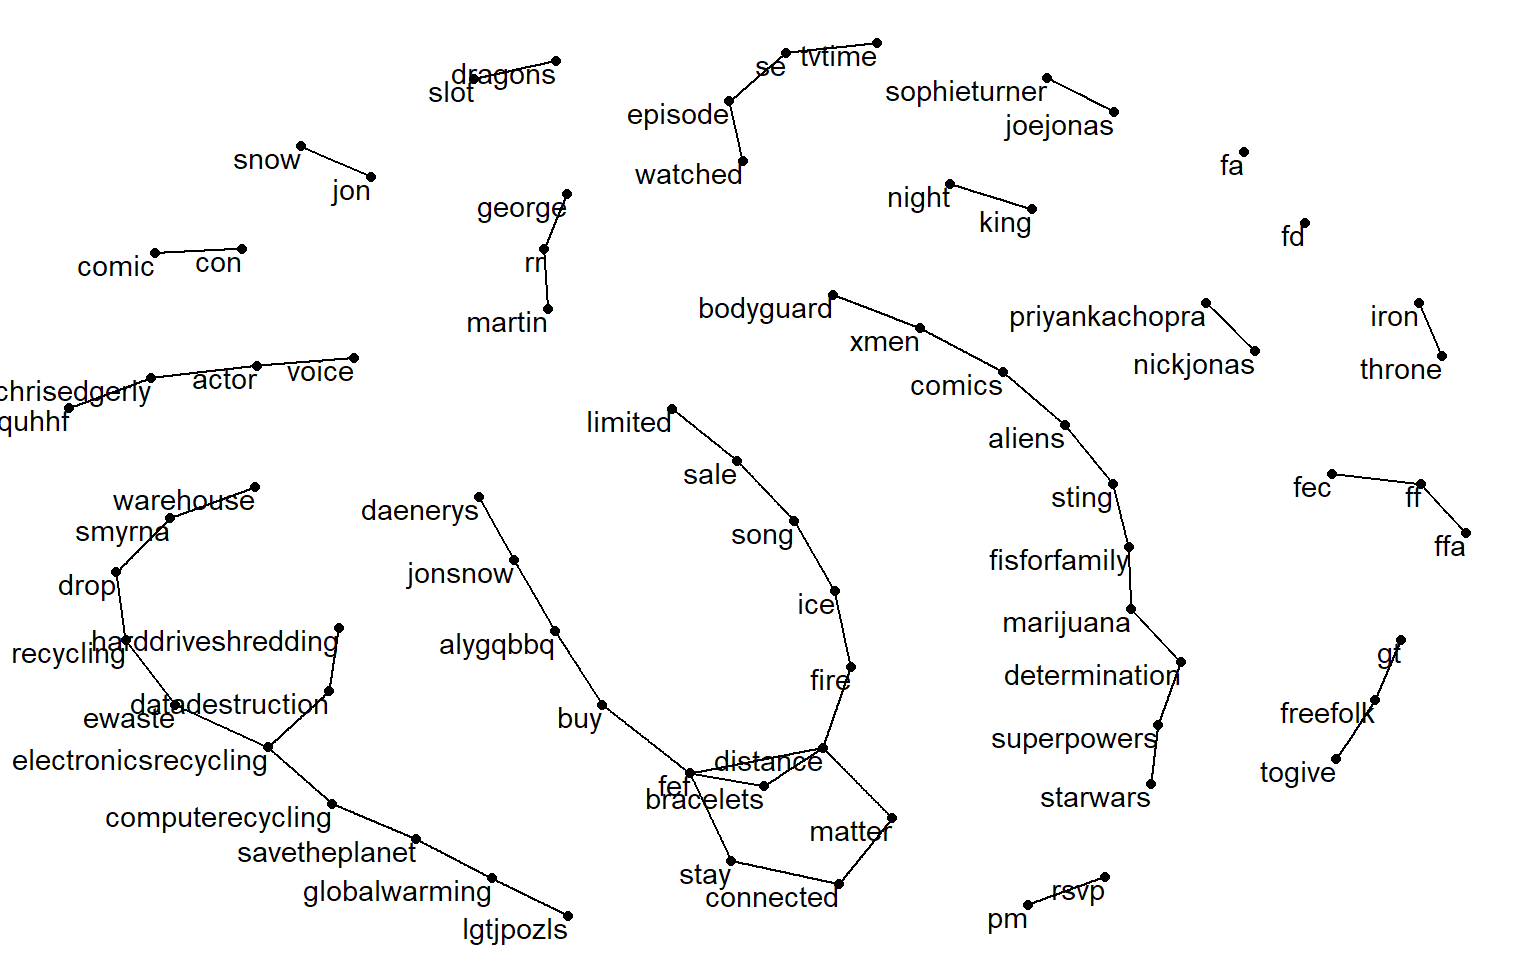 dragons
slot
se
tvtime
episode
watched
sophieturner
joejonas
snow
jon
fa
george
night
king
rr
martin
fd
comic
con
bodyguard
xmen
comics
priyankachopra
nickjonas
iron
throne
chrisedgerly
actor
voice
quhhf
limited
sale
song
ice
fire
aliens
sting
fisforfamily
marijuana
determination
superpowers
starwars
fec
ff
ffa
warehouse
smyrna
drop
recycling
harddriveshredding
datadestruction
ewaste
electronicsrecycling
computerecycling
savetheplanet
globalwarming
lgtjpozls
daenerys
jonsnow
alygqbbq
buy
fef
distance
bracelets
matter
stay
connected
gt
freefolk
togive
rsvp
pm